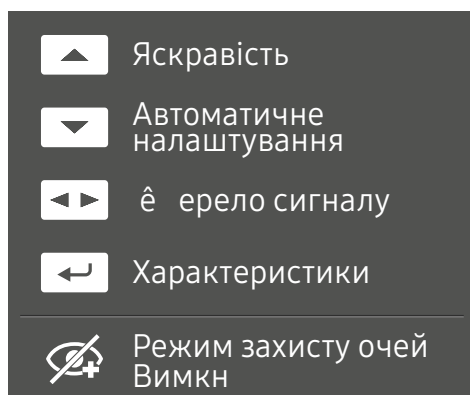 Яскравість
Автоматичне
налаштування
ê ерело сигналу
Характеристики
Режим захисту очей
Вимкн